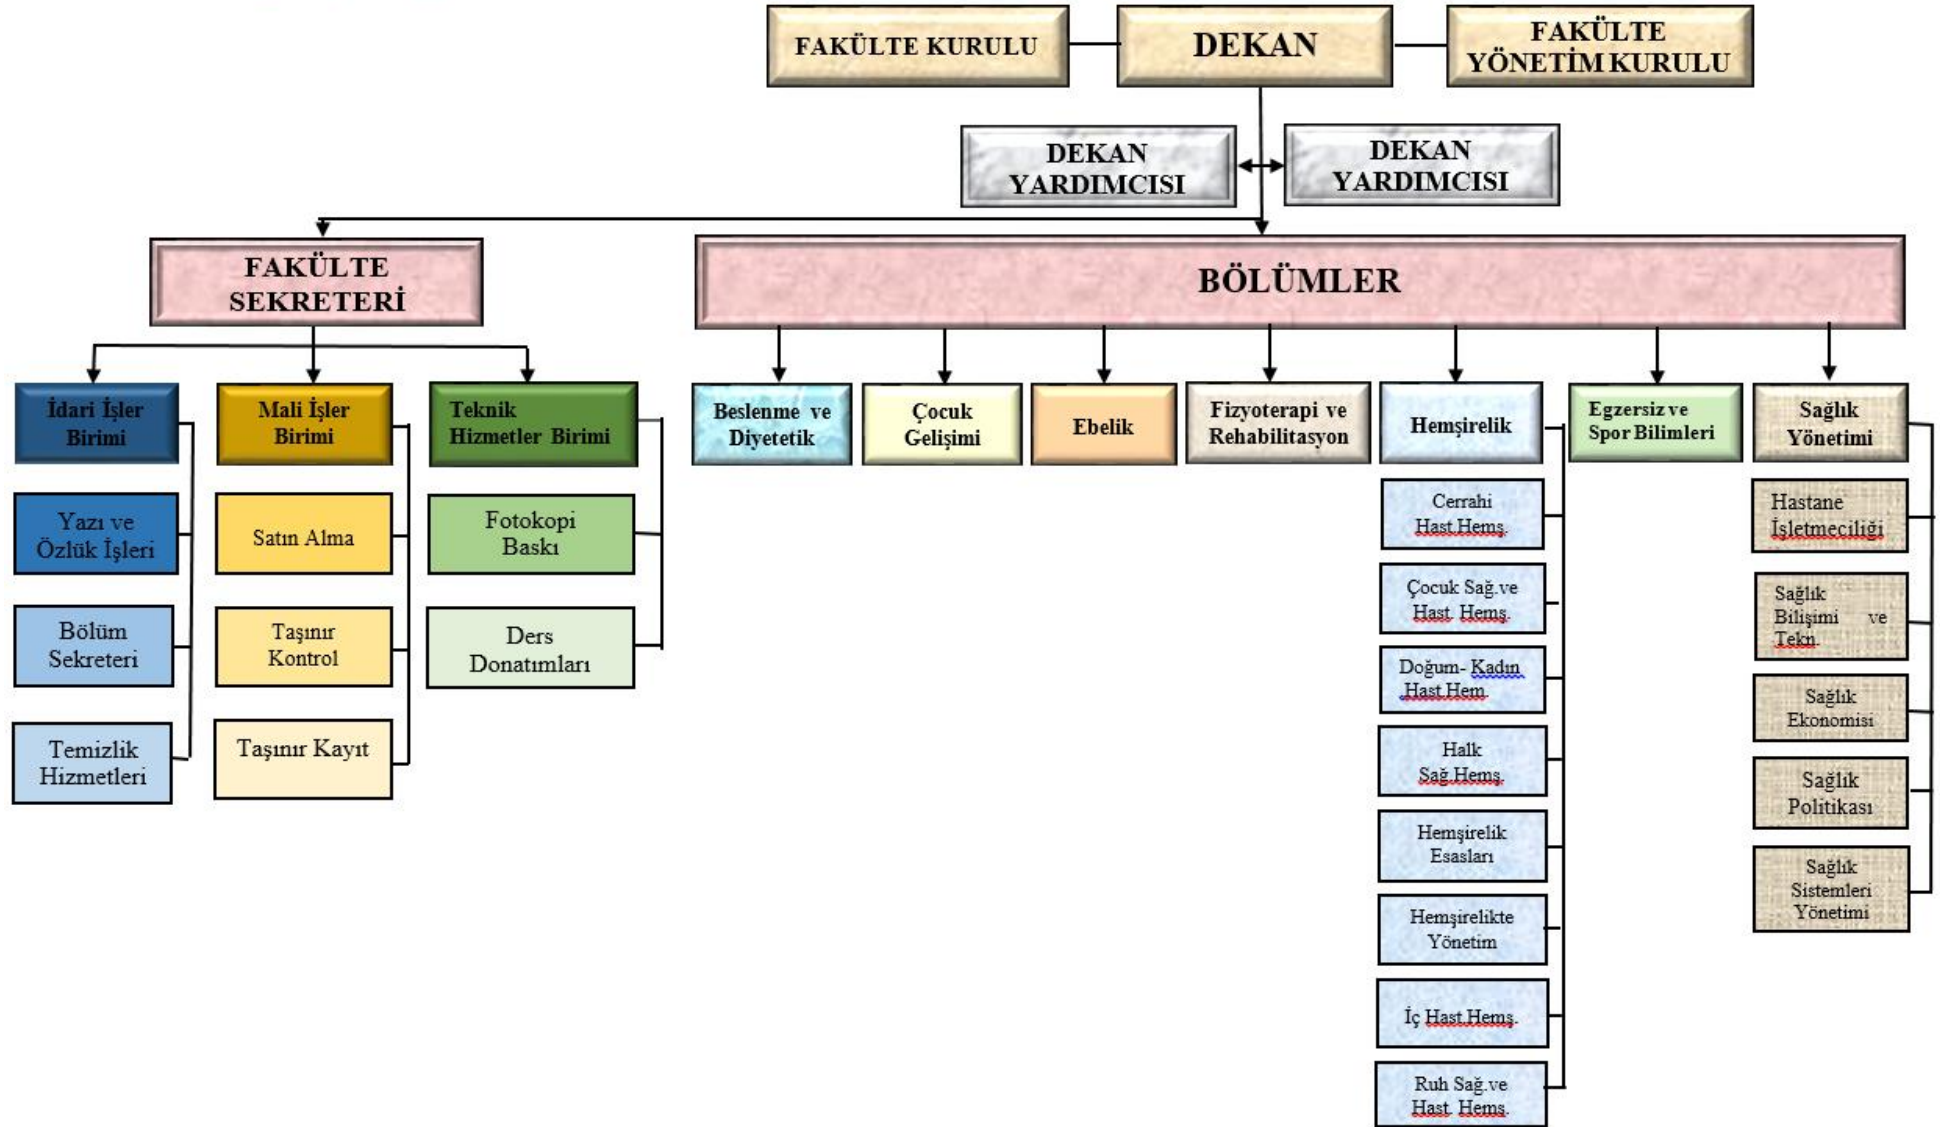 FAKÜLTE KURULU
DEKAN
FAKÜLTE
YÖNETİM KURULU
DEKAN
YARDIMCISI
DEKAN
YARDIMCISI
FAKÜLTE
SEKRETERİ
BÖLÜMLER
İdari İşler
Birimi
Mali İşler
Birimi
Teknik
Hizmetler Birimi
Beslenme ve
Diyetetik
Çocuk
Gelişimi
Ebelik
Fizyoterapi ve
Rehabilitasyon
Hemşirelik
Egzersiz ve
Spor Bilimleri
Sağlık
Yönetimi
Yazı ve
Özlük İşleri
Bölüm
Sekreteri
Temizlik
Hizmetleri
Satın Alma
Taşınır
Kontrol
Taşınır Kayıt
Fotokopi
Baskı
Ders
Donatımları
Cerrahi
Hast.Hemş.
Çocuk Sağ.ve
Hast. Hemş.
Doğum- Kadın
Hast.Hem.
Halk
Sağ.Hemş.
Hemşirelik
Esasları
Hemşirelikte
Yönetim
İç Hast.Hemş.
Ruh Sağ.ve
Hast. Hemş.
Hastane
İşletmeciliği
Sağlık
Bilişimi ve
Tekn.
Sağlık
Ekonomisi
Sağlık
Politikası
Sağlık
Sistemleri
Yönetimi